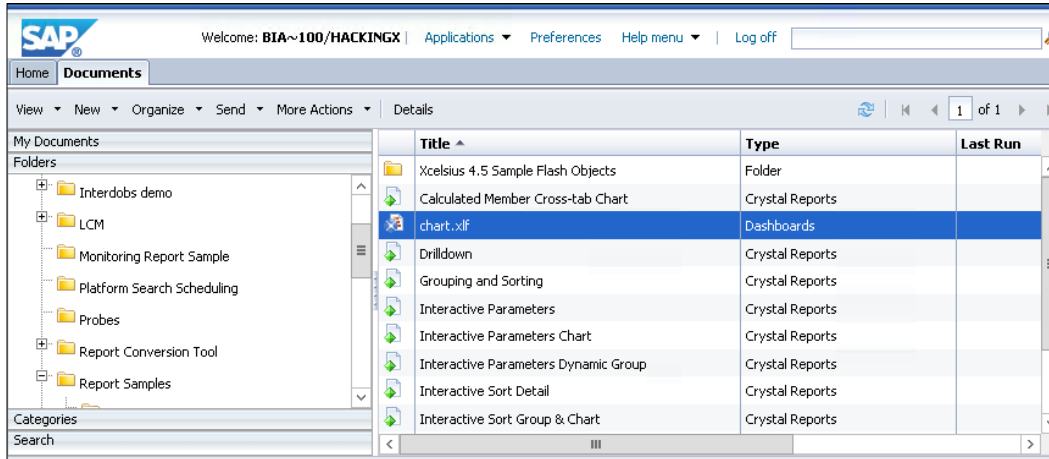 SAP ®
Welcome: BIA~100/HACKINGX | Applications Preferences Help menu | Log off
Home Documents
View New Organize Send More Actions Details 1 of 1
My Documents
Folders
Interdobs demo
LCM
Monitoring Report Sample
Platform Search Scheduling
Probes
Report Conversion Tool
Report Samples
Categories
Search
Title Type Last Run
Xcelsius 4.5 Sample Flash Objects Folder
Calculated Member Cross-tab Chart Crystal Reports
chart.xlf Dashboards
Drilldown Crystal Reports
Grouping and Sorting Crystal Reports
Interactive Parameters Crystal Reports
Interactive Parameters Chart Crystal Reports
Interactive Parameters Dynamic Group Crystal Reports
Interactive Sort Detail Crystal Reports
Interactive Sort Group & Chart Crystal Reports